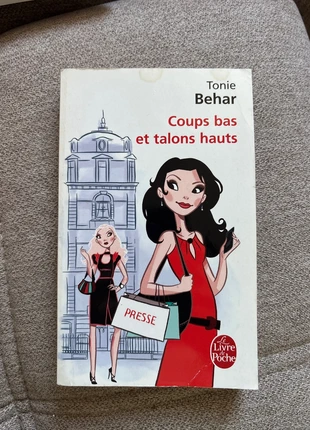 Tonie
Behar
Coups bas
et talons hauts
PRESSE
Le
Livre
de
Poche